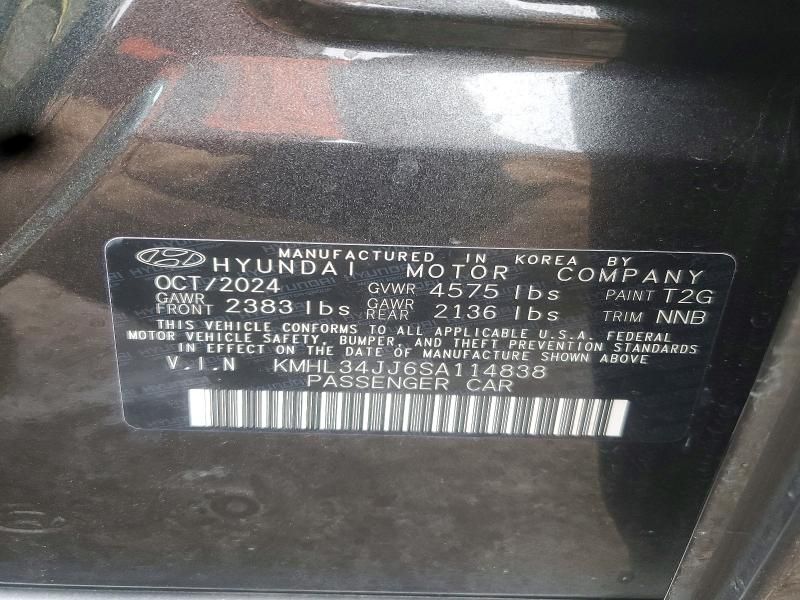 MANUFACTURED IN KOREA BY
HYUNDAI MOTOR COMPANY
OCT/2024 GVWR 4575 lbs PAINT T2G
GAWR FRONT 2383 lbs GAWR REAR 2136 lbs TRIM NNB
THIS VEHICLE CONFORMS TO ALL APPLICABLE U.S.A. FEDERAL
MOTOR VEHICLE SAFETY, BUMPER, AND THEFT PREVENTION STANDARDS
IN EFFECT ON THE DATE OF MANUFACTURE SHOWN ABOVE
V.I.N KMHL34JJ6SA114838
PASSENGER CAR